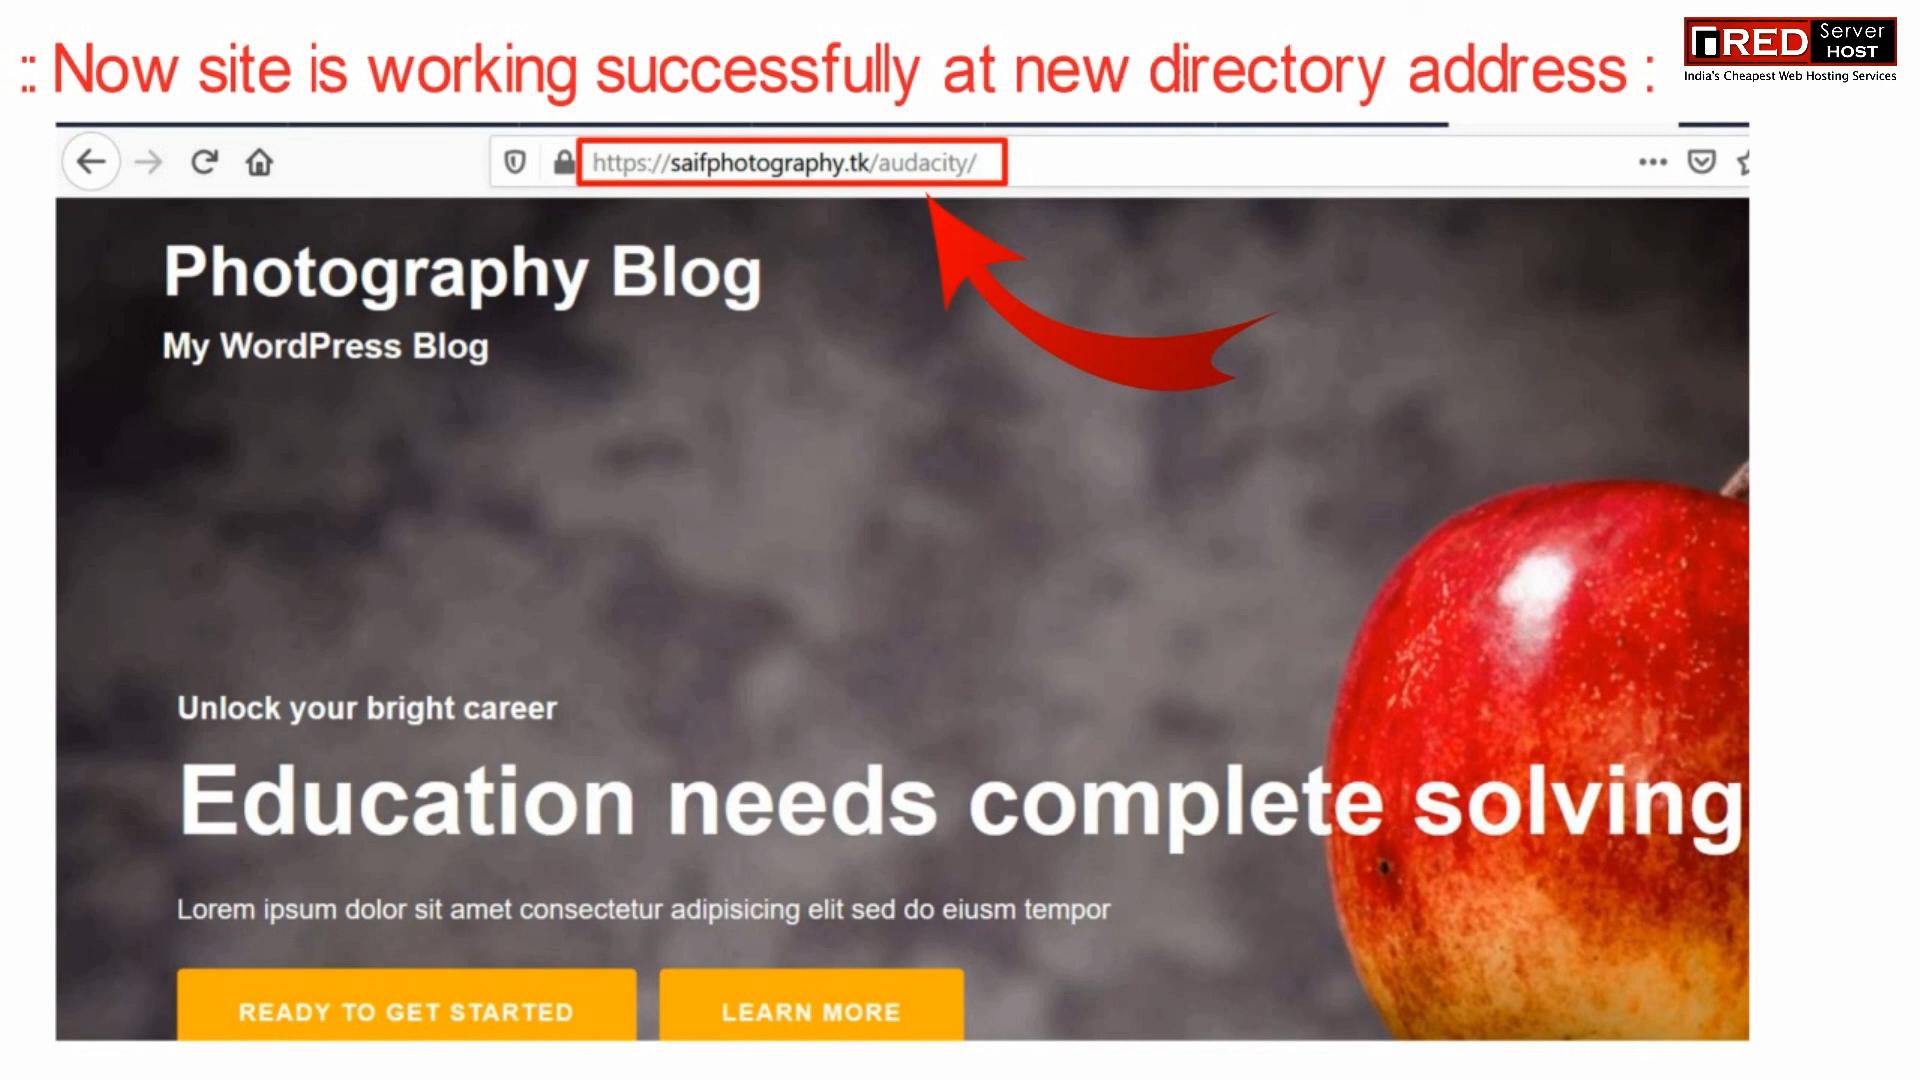 :: Now site is working successfully at new directory address :
RED Server HOST
India's Cheapest Web Hosting Services
https://saifphotography.tk/audacity/
Photography Blog
My WordPress Blog
Unlock your bright career
Education needs complete solving
Lorem ipsum dolor sit amet consectetur adipisicing elit sed do eiusm tempor
READY TO GET STARTED
LEARN MORE